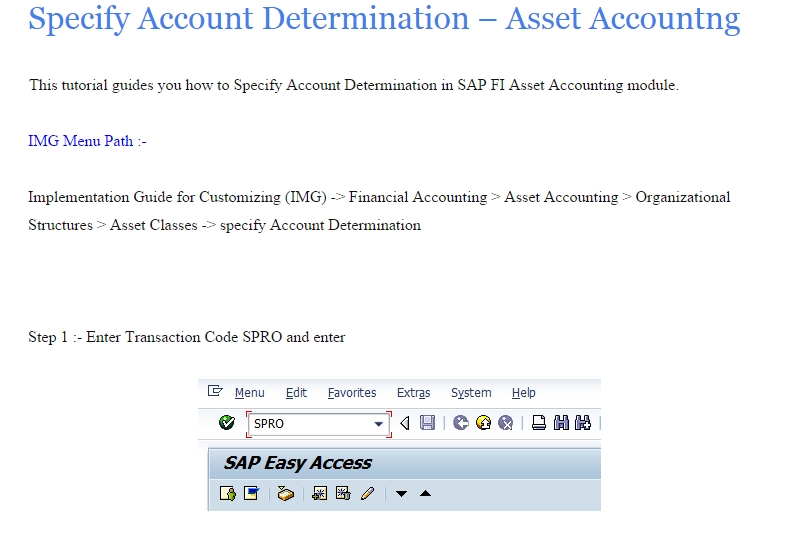 Specify Account Determination – Asset Accountng
This tutorial guides you how to Specify Account Determination in SAP FI Asset Accounting module.
IMG Menu Path :-
Implementation Guide for Customizing (IMG) -> Financial Accounting > Asset Accounting > Organizational
Structures > Asset Classes -> specify Account Determination
Step 1 :- Enter Transaction Code SPRO and enter
Menu Edit Favorites Extras System Help
SPRO
SAP Easy Access